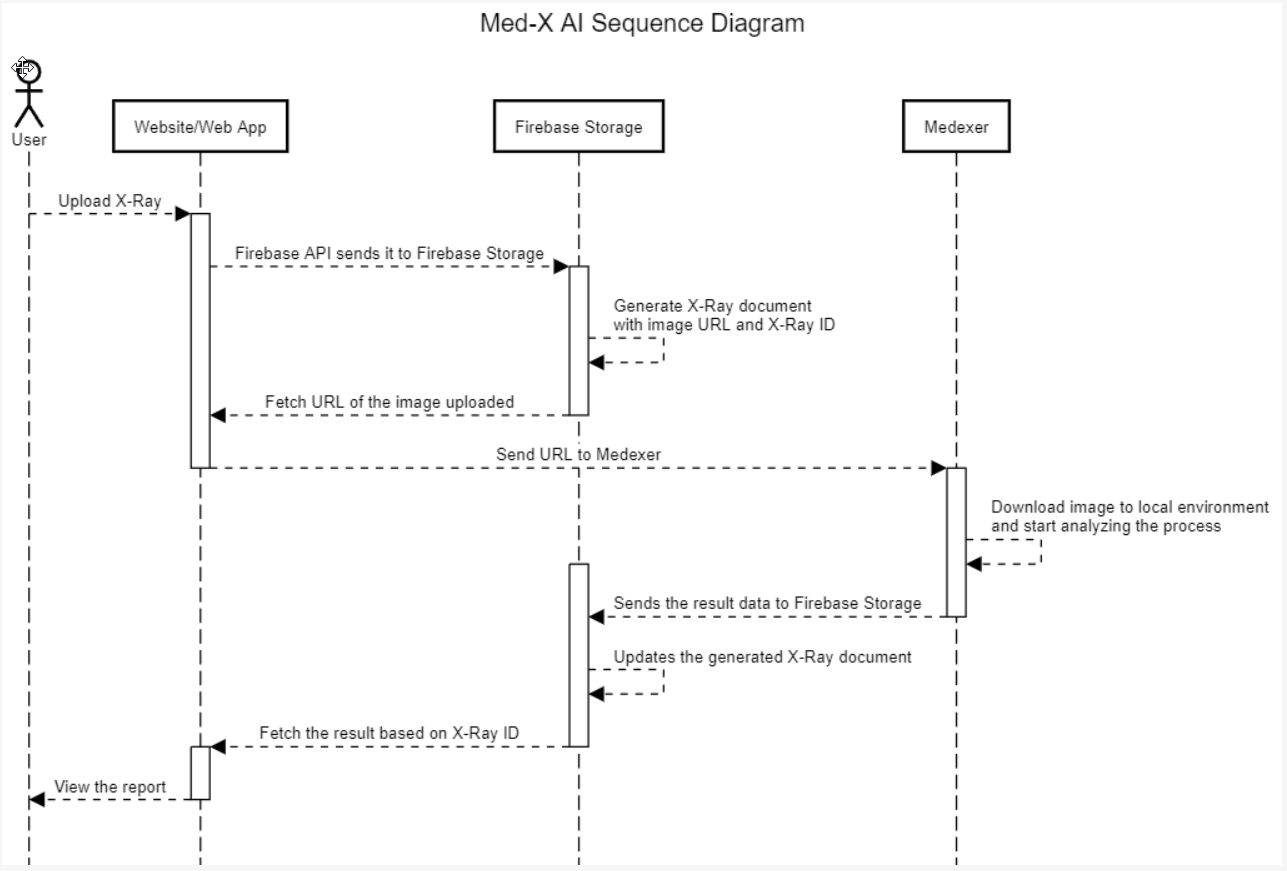 Med-X AI Sequence Diagram
User
Website/Web App
Firebase Storage
Medexer
Upload X-Ray
Firebase API sends it to Firebase Storage
Generate X-Ray document
with image URL and X-Ray ID
Fetch URL of the image uploaded
Send URL to Medexer
Download image to local environment
and start analyzing the process
Sends the result data to Firebase Storage
Updates the generated X-Ray document
Fetch the result based on X-Ray ID
View the report